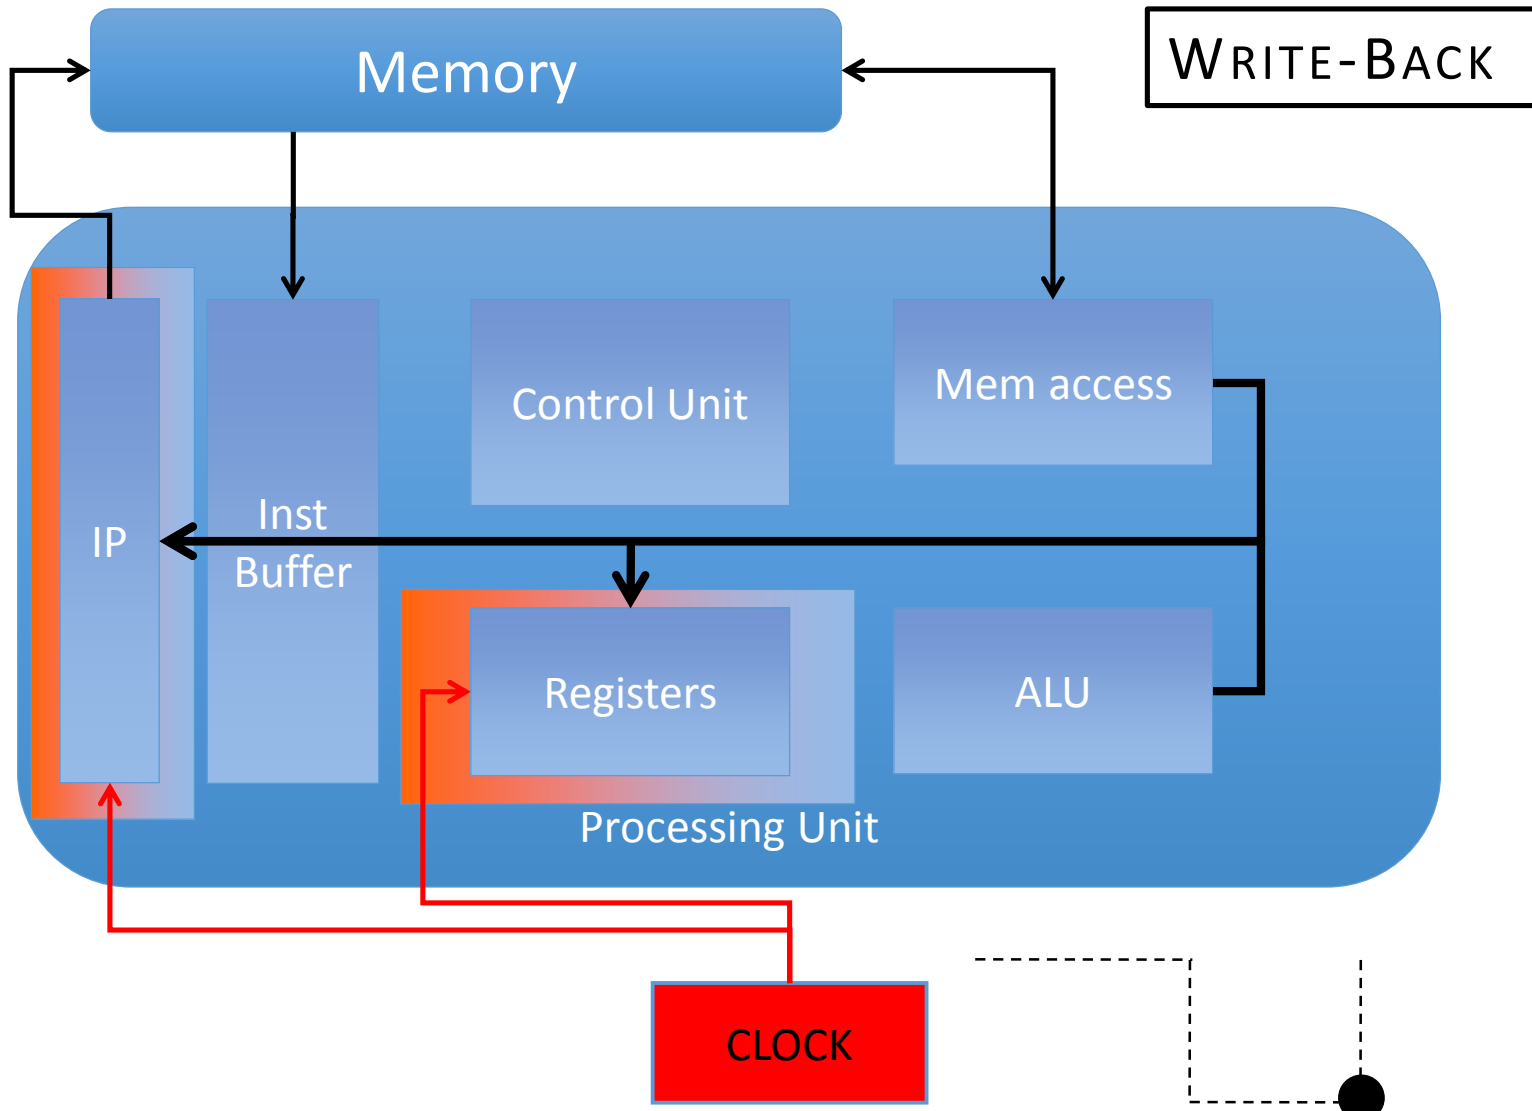 Memory
WRITE-BACK
Control Unit
Mem access
IP
Inst
Buffer
Registers
ALU
Processing Unit
CLOCK